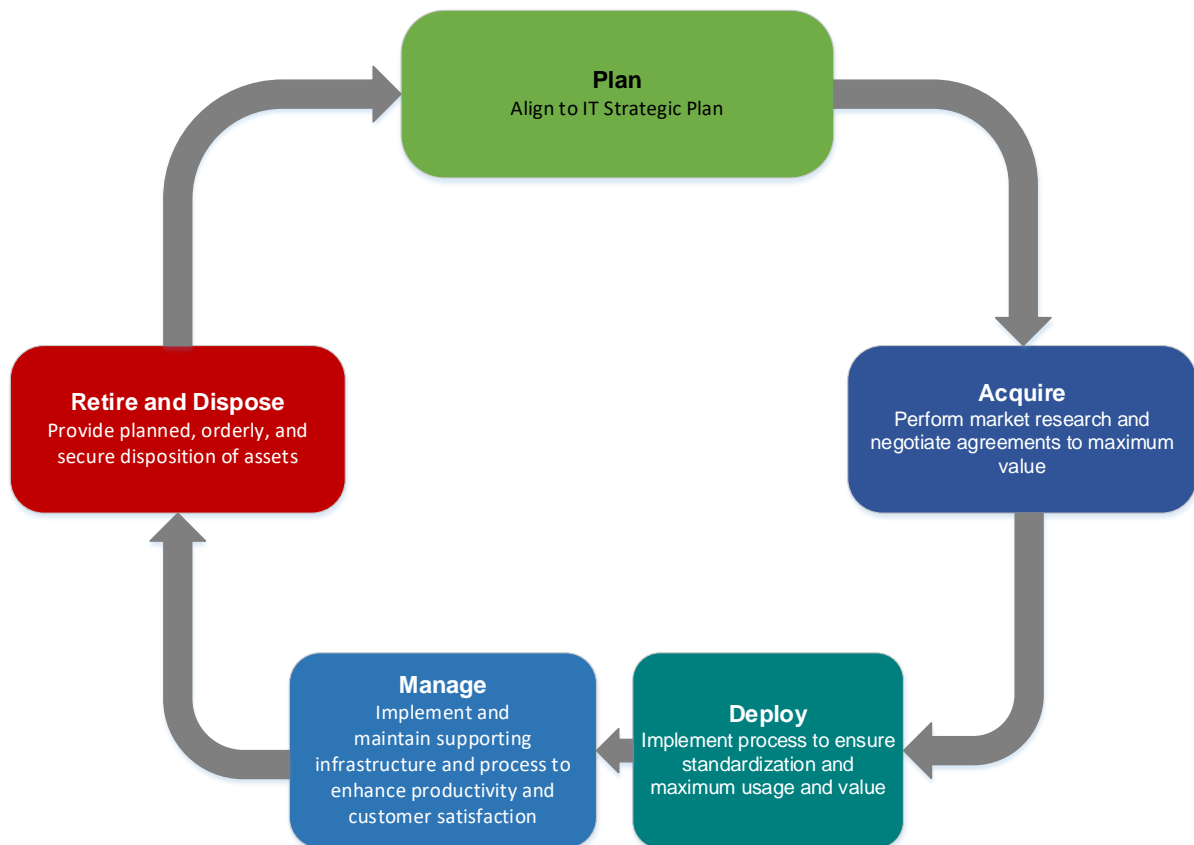 Plan
Align to IT Strategic Plan
Retire and Dispose
Provide planned, orderly, and
secure disposition of assets
Acquire
Perform market research and
negotiate agreements to maximum
value
Manage
Implement and
maintain supporting
infrastructure and process to
enhance productivity and
customer satisfaction
Deploy
Implement process to ensure
standardization and
maximum usage and value